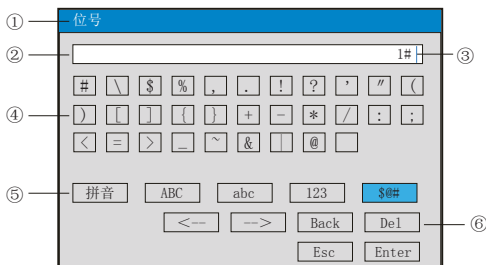 ① 位号
② 1# ③
# \ $ % , . ! ? ' " (
④ ) [ ] { } + - * / : ;
< = > _ ~ & | @
⑤ 拼音 ABC abc 123 $@#
<-- --> Back Del ⑥
Esc Enter